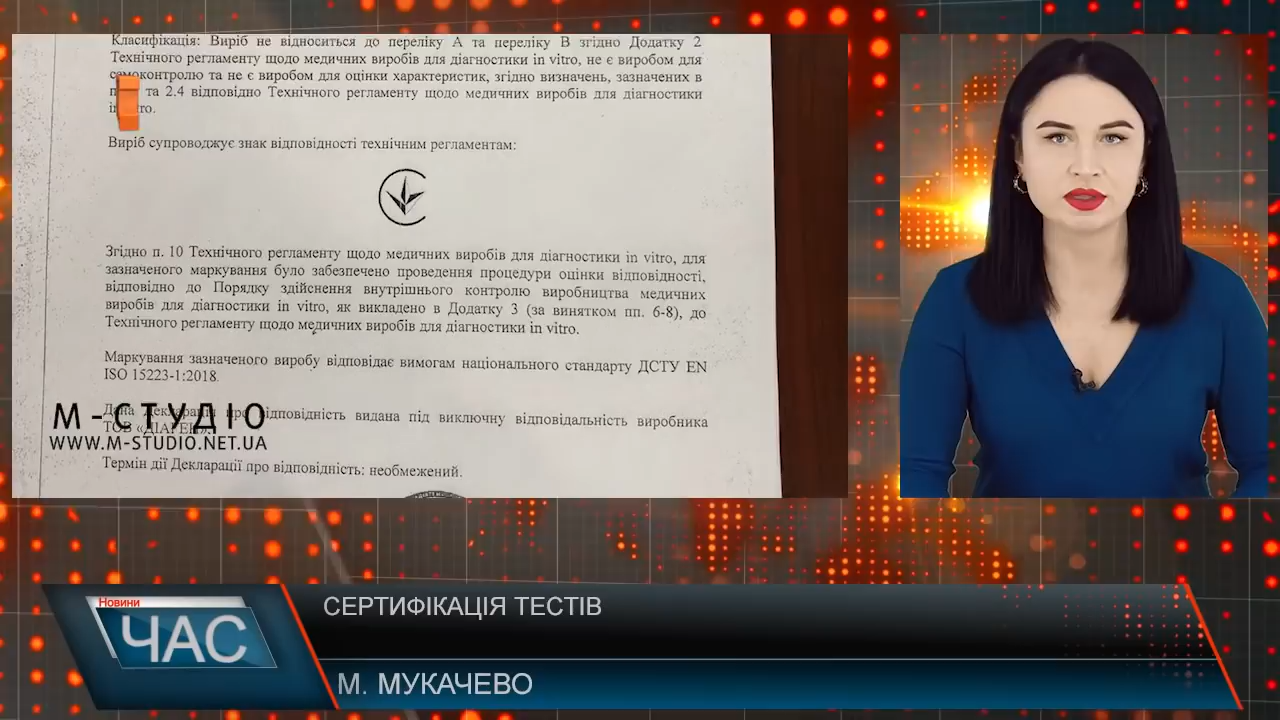 Класифікація: Виріб не відноситься до переліку А та переліку В згідно Додатку 2
Технічного регламенту щодо медичних виробів для діагностики in vitro, не є виробом для
самоконтролю та не є виробом для оцінки характеристик, згідно визначень, зазначених в
та 2.4 відповідно Технічного регламенту щодо медичних виробів для діагностики
Виріб супроводжує знак відповідності технічним регламентам:
Згідно п. 10 Технічного регламенту щодо медичних виробів для діагностики in vitro, для
зазначеного маркування було забезпечено проведення процедури оцінки відповідності,
відповідно до Порядку здійснення внутрішнього контролю виробництва медичних
виробів для діагностики in vitro, як викладено в Додатку 3 (за винятком пп. 6-8), до
Технічного регламенту щодо медичних виробів для діагностики in vitro.
Маркування зазначеного виробу відповідає вимогам національного стандарту ДСТУ EN
ISO 15223-1:2018.
Дана Декларація про відповідність видана під виключну відповідальність виробника
ТОВ «ДІАГЕН».
Термін дії Декларації про відповідність: необмежений.
М-СТУДІО
WWW.M-STUDIO.NET.UA
Новини
ЧАС
СЕРТИФІКАЦІЯ ТЕСТІВ
М. МУКАЧЕВО